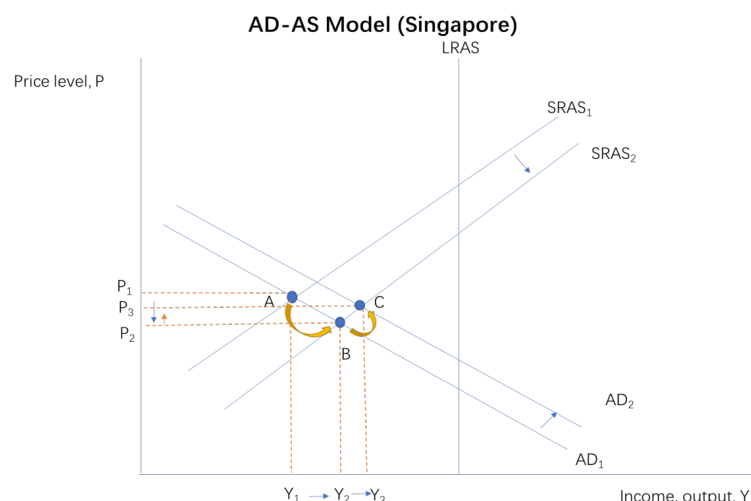 AD-AS Model (Singapore)
LRAS
Price level, P
SRAS₁
SRAS₂
P₁
A
C
P₃
P₂
B
AD₂
AD₁
Y₁ Y₂ Y₃
Income, output, Y